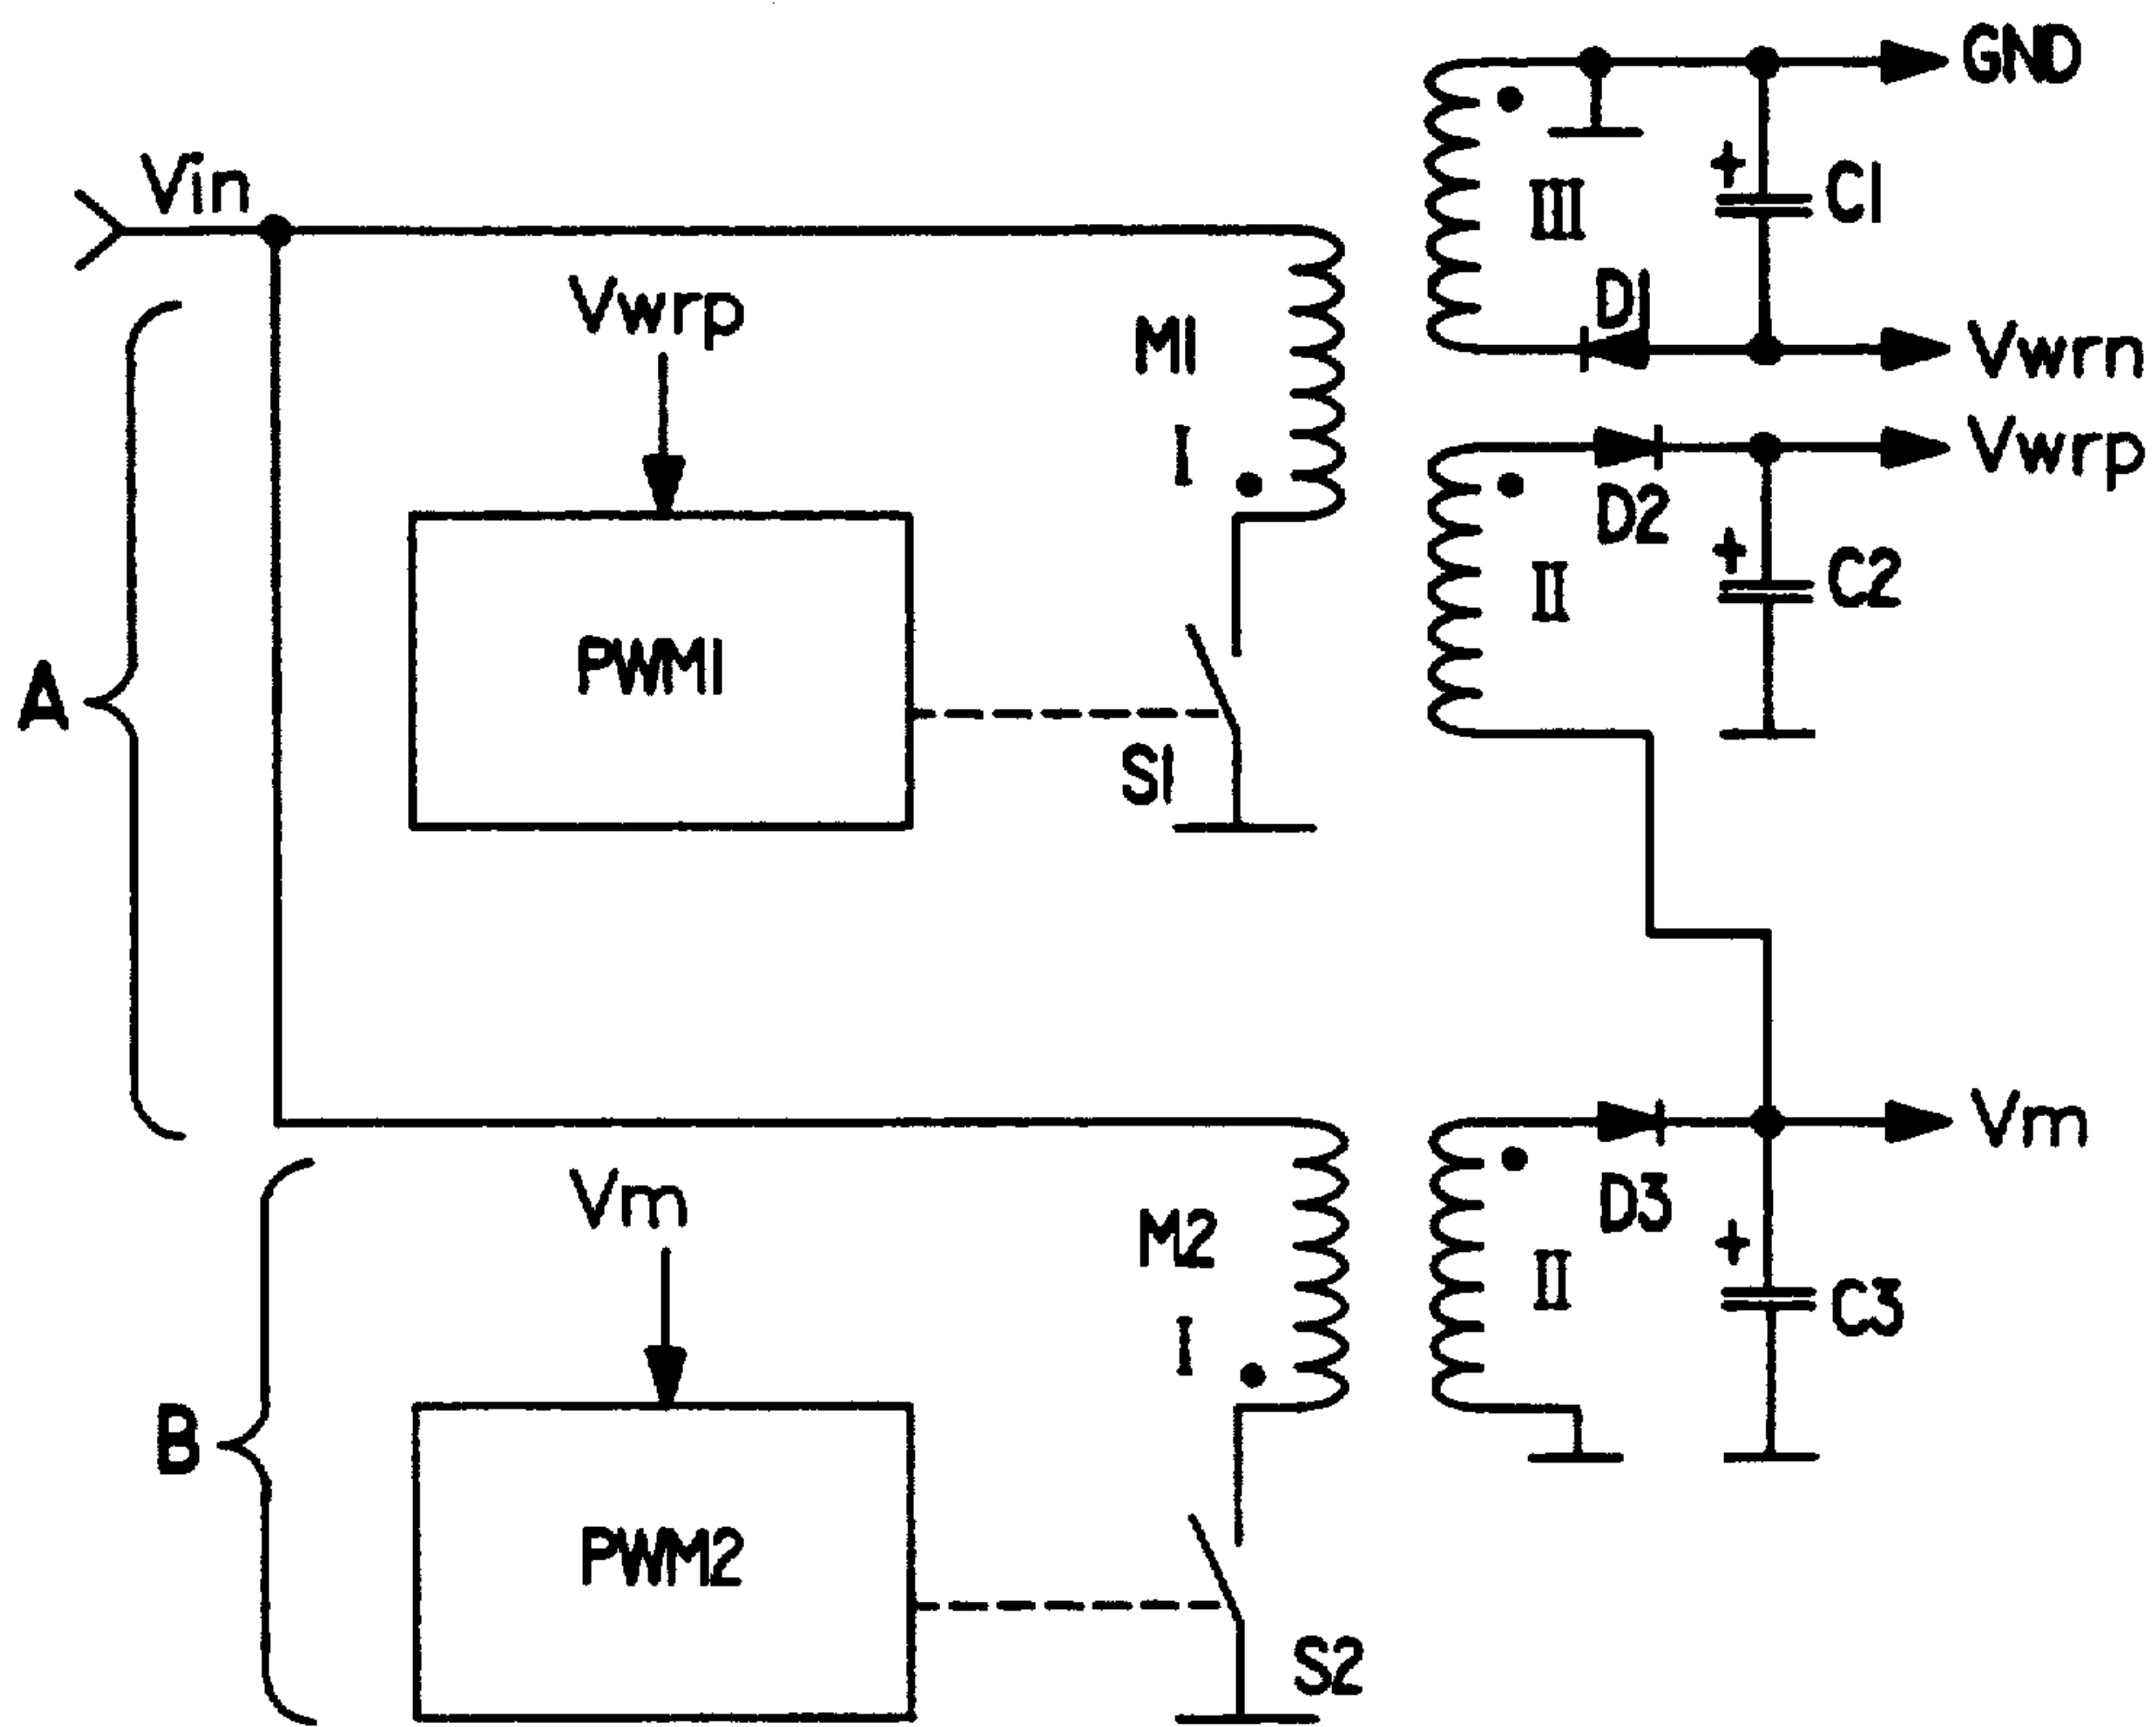 GND
Vin
C1
III
D1
Vwrp
M1
Vwrn
I
Vwrp
D2
C2
II
PWM1
A
S1
Vm
Vm
D3
M2
II
C3
I
B
PWM2
S2